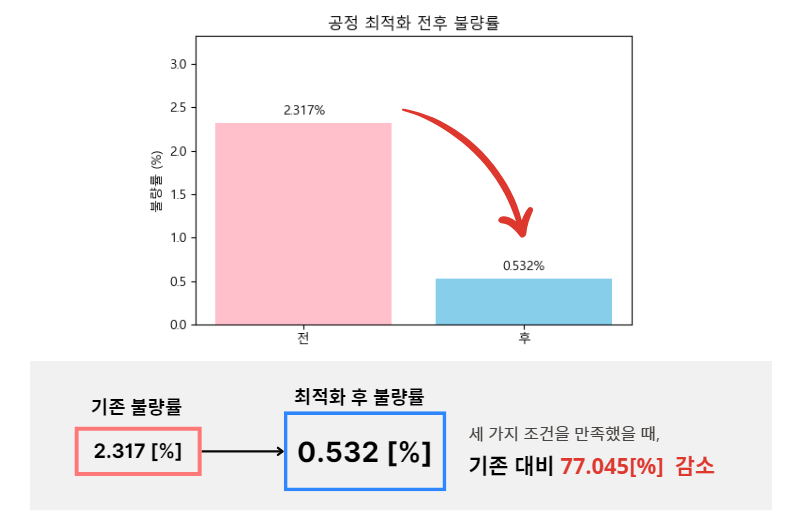 공정 최적화 전후 불량률
불량률 (%)
3.0
2.5
2.0
1.5
1.0
0.5
0.0
2.317%
0.532%
전
후
기존 불량률
2.317 [%]
최적화 후 불량률
0.532 [%]
세 가지 조건을 만족했을 때,
기존 대비 77.045[%] 감소